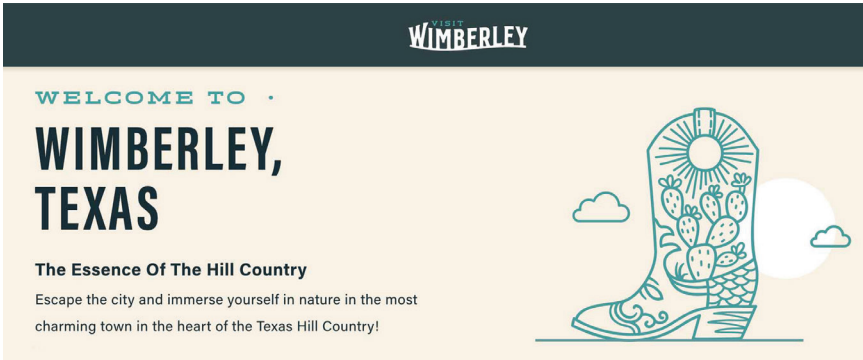 VISIT
WIMBERLEY
WELCOME TO •
WIMBERLEY,
TEXAS
The Essence Of The Hill Country
Escape the city and immerse yourself in nature in the most
charming town in the heart of the Texas Hill Country!